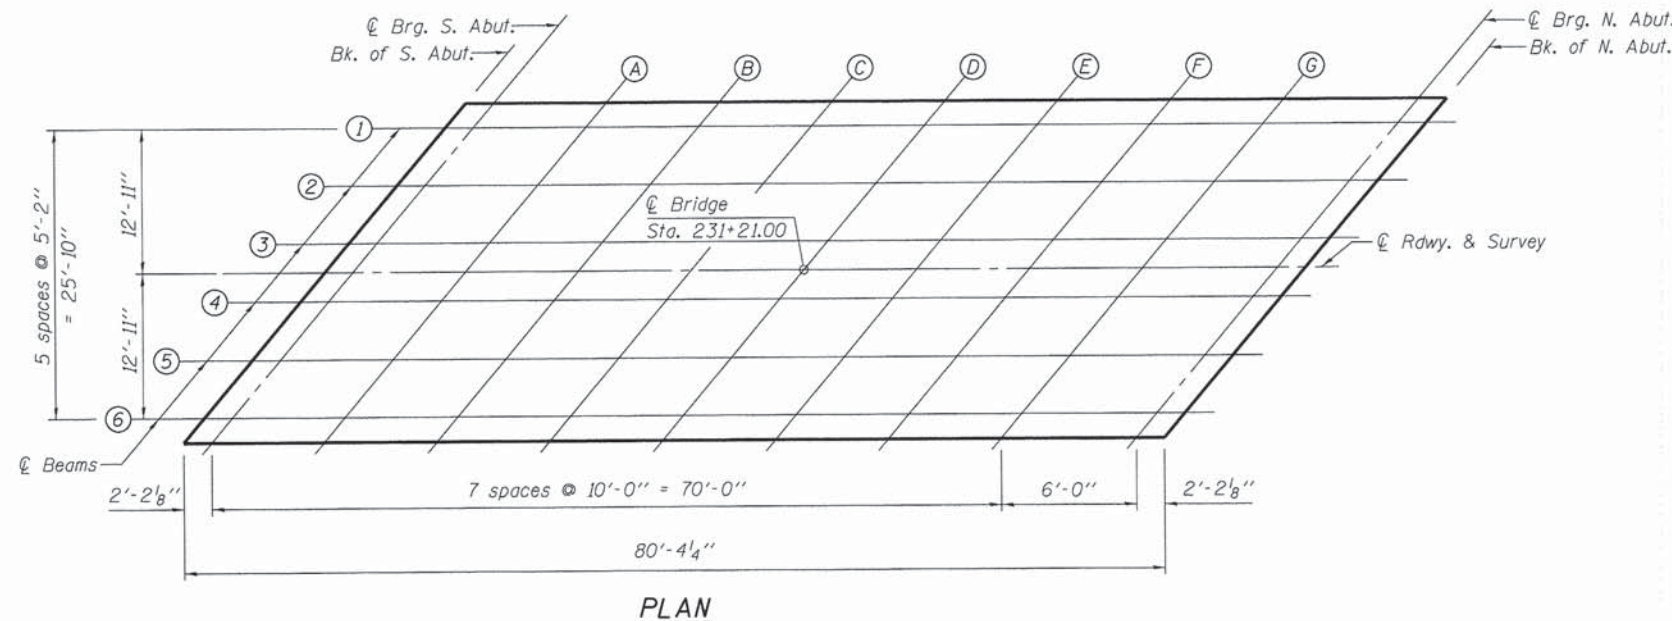 ℄ Brg. S. Abut.
Bk. of S. Abut.
℄ Brg. N. Abut.
Bk. of N. Abut.
A
B
C
D
E
F
G
1
2
3
4
5
6
5 spaces @ 5'-2"
= 25'-10"
12'-11"
12'-11"
℄ Bridge
Sta. 231+21.00
℄ Rdwy. & Survey
℄ Beams
2'-2⅛"
7 spaces @ 10'-0" = 70'-0"
6'-0"
2'-2⅛"
80'-4¼"
PLAN